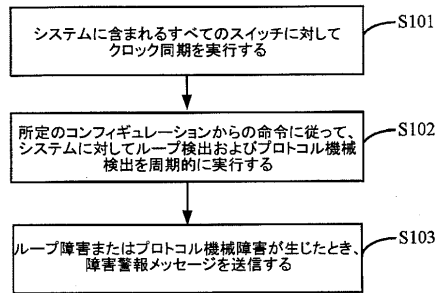 システムに含まれるすべてのスイッチに対して
クロック同期を実行する
S101
所定のコンフィギュレーションからの命令に従って、
システムに対してループ検出およびプロトコル機械
検出を周期的に実行する
S102
ループ障害またはプロトコル機械障害が生じたとき、
障害警報メッセージを送信する
S103